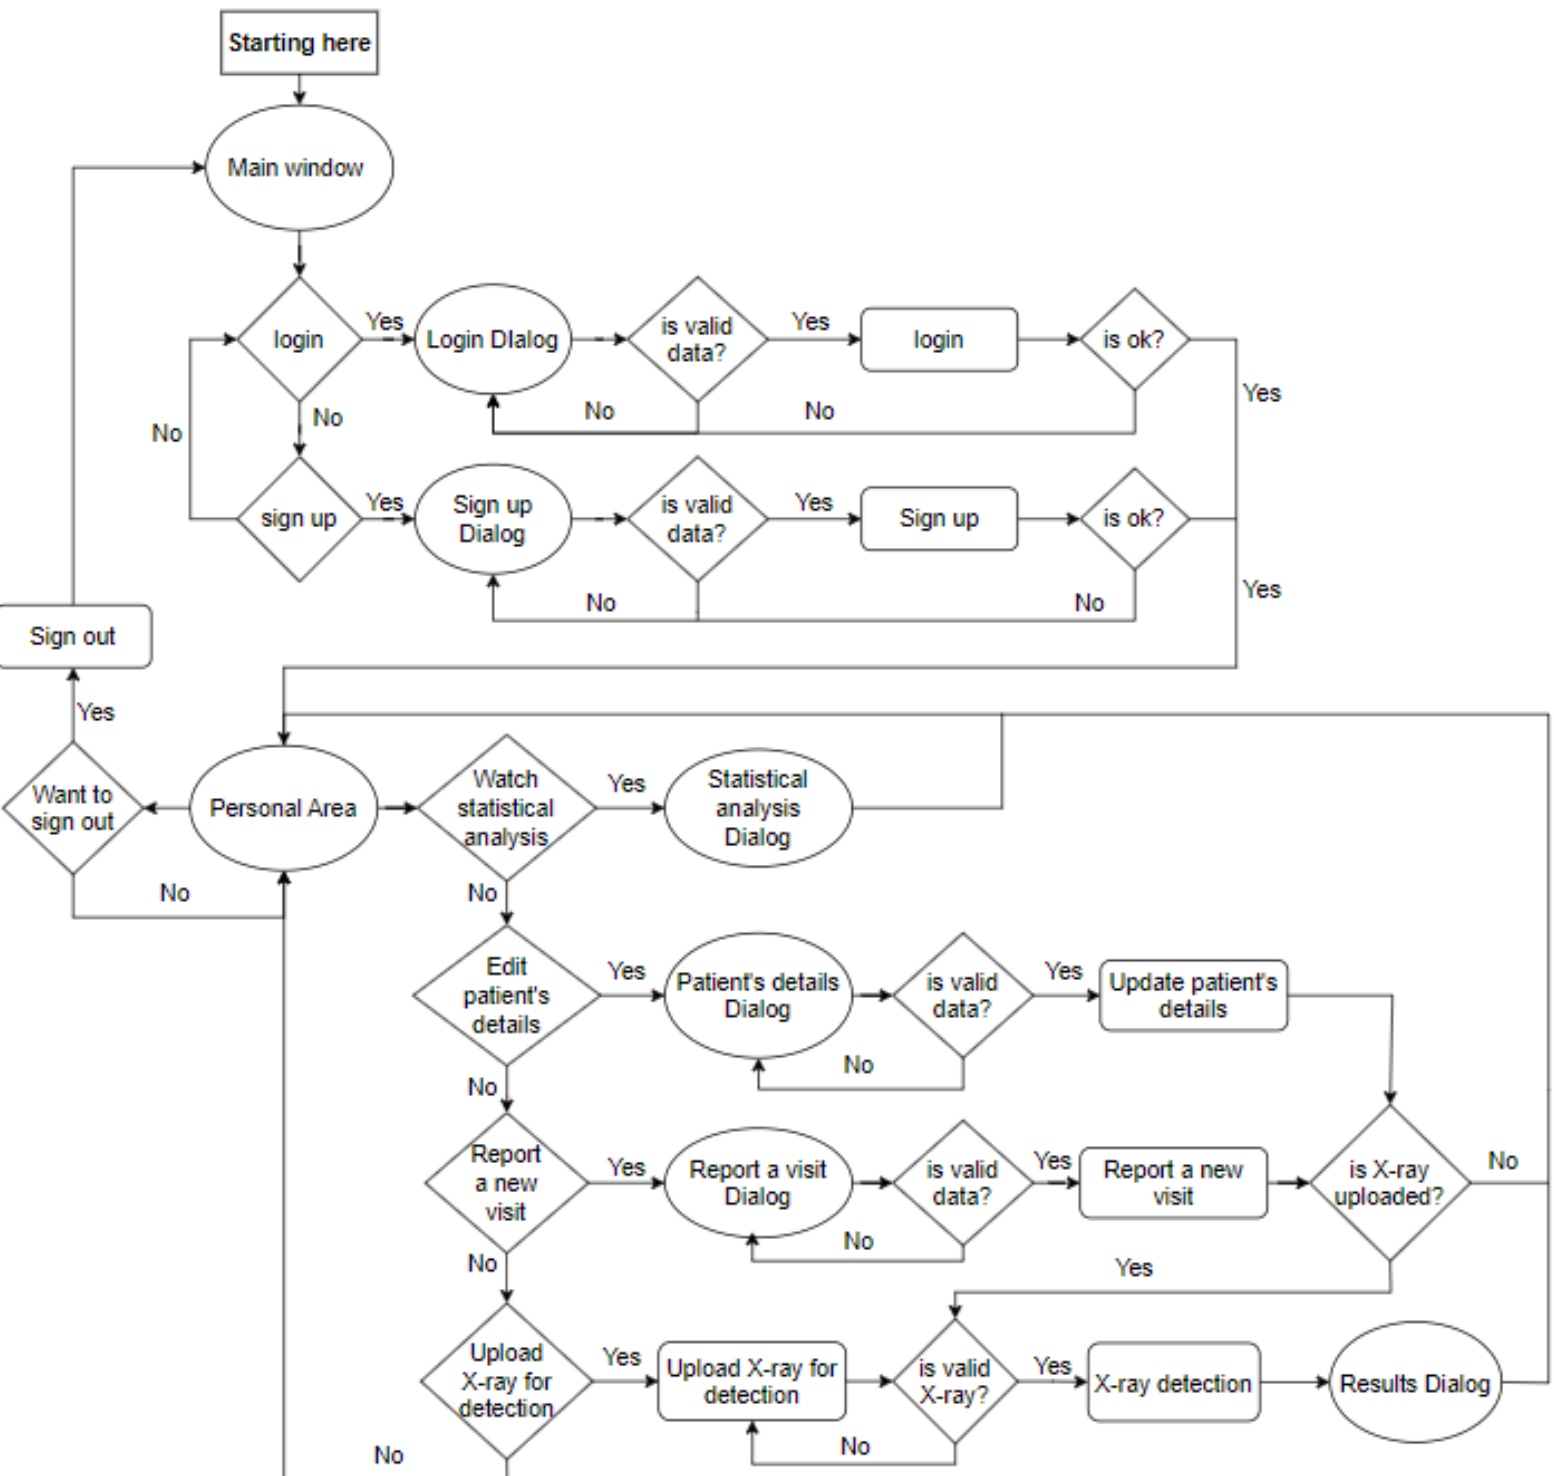 Starting here
Main window
login
Yes
Login DIalog
is valid
data?
Yes
login
is ok?
Yes
No
No
No
No
sign up
Yes
Sign up
Dialog
is valid
data?
Yes
Sign up
is ok?
Yes
No
No
Sign out
Yes
Want to
sign out
No
Personal Area
Watch
statistical
analysis
Yes
Statistical
analysis
Dialog
No
Edit
patient's
details
Yes
Patient's details
Dialog
is valid
data?
Yes
Update patient's
details
No
No
Report
a new
visit
Yes
Report a visit
Dialog
is valid
data?
Yes
Report a new
visit
is X-ray
uploaded?
No
No
No
Yes
Upload
X-ray for
detection
Yes
Upload X-ray for
detection
is valid
X-ray?
Yes
X-ray detection
Results Dialog
No
No